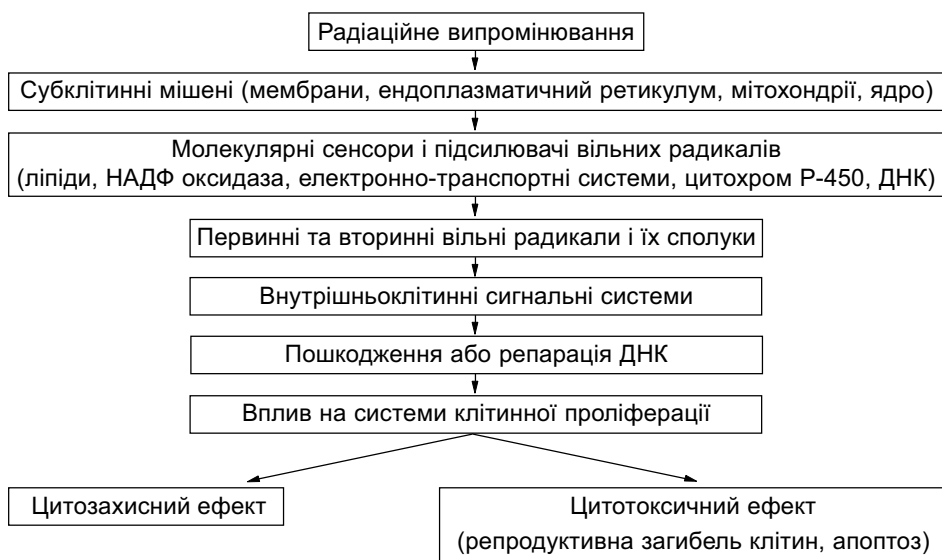 Радіаційне випромінювання
Субклітинні мішені (мембрани, ендоплазматичний ретикулум, мітохондрії, ядро)
Молекулярні сенсори і підсилювачі вільних радикалів
(ліпіди, НАДФ оксидаза, електронно-транспортні системи, цитохром Р-450, ДНК)
Первинні та вторинні вільні радикали і їх сполуки
Внутрішньоклітинні сигнальні системи
Пошкодження або репарація ДНК
Вплив на системи клітинної проліферації
Цитозахисний ефект
Цитотоксичний ефект
(репродуктивна загибель клітин, апоптоз)